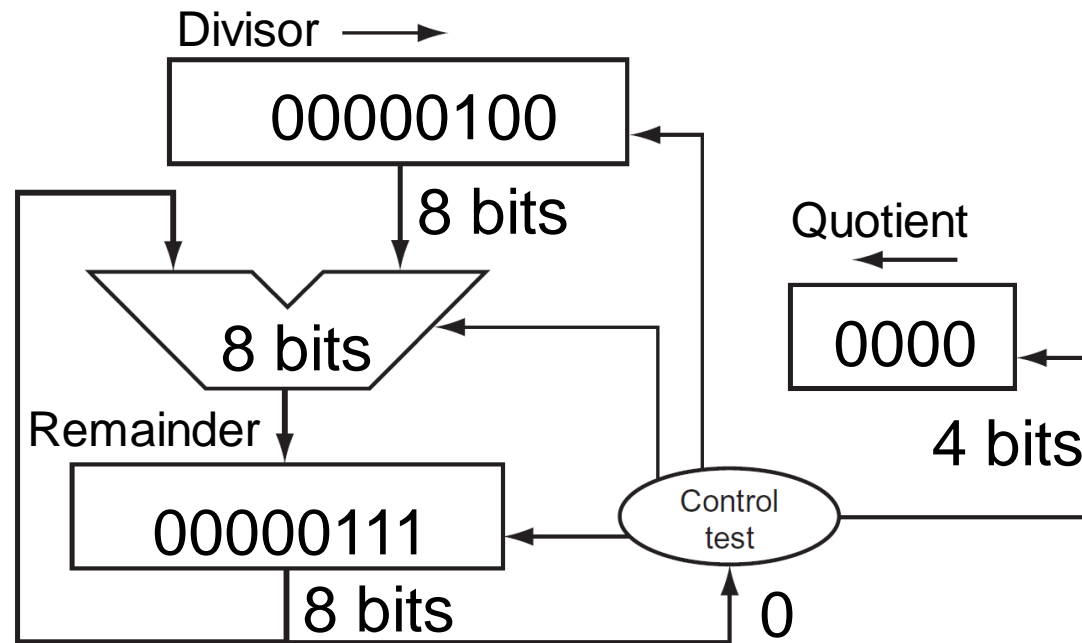 Divisor
00000100
8 bits
Quotient
8 bits
0000
Remainder
4 bits
00000111
Control
test
8 bits
0